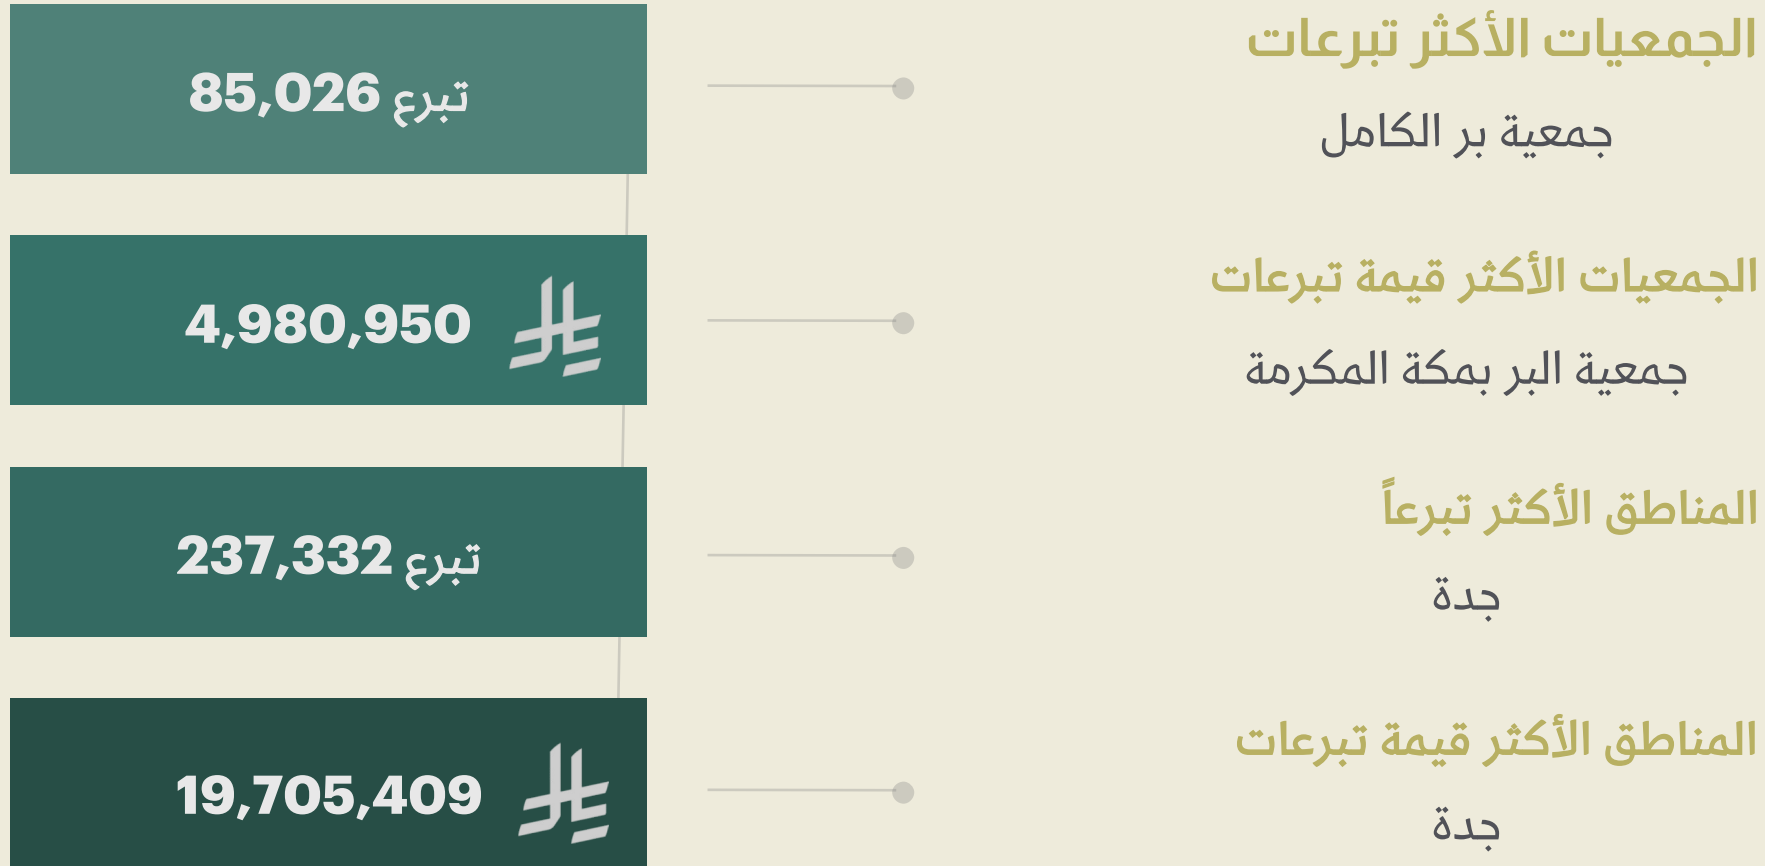 الجمعيات الأكثر تبرعات
جمعية بر الكامل
85,026 تبرع
الجمعيات الأكثر قيمة تبرعات
جمعية البر بمكة المكرمة
4,980,950
المناطق الأكثر تبرعاً
جدة
237,332 تبرع
المناطق الأكثر قيمة تبرعات
جدة
19,705,409